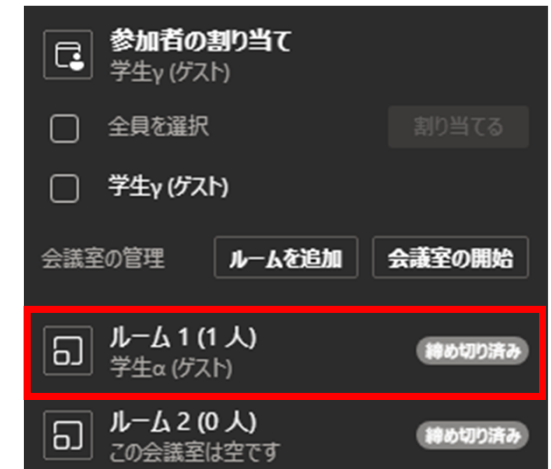 参加者の割り当て
学生γ (ゲスト)
全員を選択 割り当てる
学生γ (ゲスト)
会議室の管理 ルームを追加 会議室の開始
ルーム 1 (1 人) 締め切り済み
学生α (ゲスト)
ルーム 2 (0 人) 締め切り済み
この会議室は空です